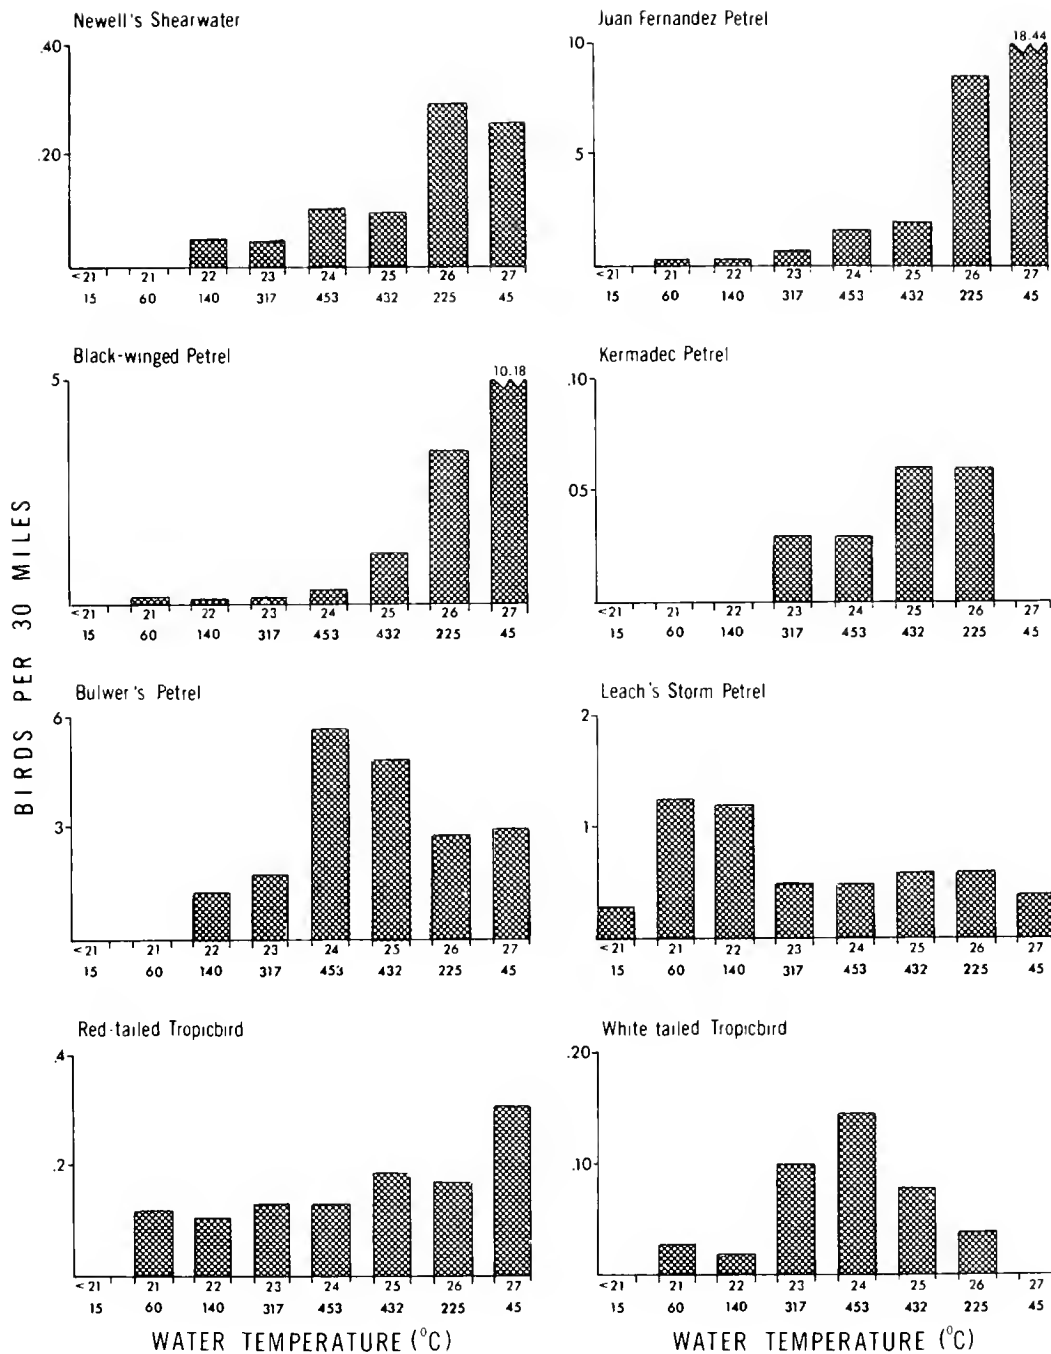 Newell's Shearwater
.40
.20
<21 21 22 23 24 25 26 27
15 60 140 317 453 432 225 45
Juan Fernandez Petrel
18.44
10
5
<21 21 22 23 24 25 26 27
15 60 140 317 453 432 225 45
Black-winged Petrel
10.18
5
<21 21 22 23 24 25 26 27
15 60 140 317 453 432 225 45
Kermadec Petrel
.10
05
<21 21 22 23 24 25 26 27
15 60 140 317 453 432 225 45
BIRDS PER 30 MILES
Bulwer's Petrel
6
3
<21 21 22 23 24 25 26 27
15 60 140 317 453 432 225 45
Leach's Storm Petrel
2
1
<21 21 22 23 24 25 26 27
15 60 140 317 453 432 225 45
Red-tailed Tropicbird
.4
.2
<21 21 22 23 24 25 26 27
15 60 140 317 453 432 225 45
White tailed Tropicbird
.20
.10
<21 21 22 23 24 25 26 27
15 60 140 317 453 432 225 45
WATER TEMPERATURE (°C)
WATER TEMPERATURE (°C)